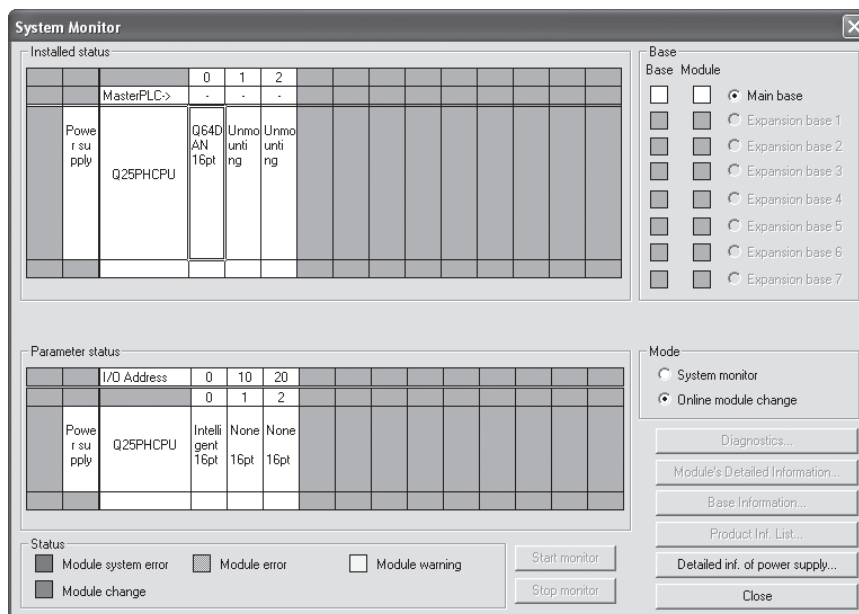 System Monitor
Installed status
0 1 2
MasterPLC-> - - -
Powe
r su
pply
Q25PHCPU
Q64D
AN
16pt
Unmo
unti
ng
Unmo
unti
ng
Base
Base Module
Main base
Expansion base 1
Expansion base 2
Expansion base 3
Expansion base 4
Expansion base 5
Expansion base 6
Expansion base 7
Parameter status
I/O Address 0 10 20
0 1 2
Powe
r su
pply
Q25PHCPU
Intelli
gent
16pt
None
16pt
None
16pt
Mode
System monitor
Online module change
Diagnostics...
Module's Detailed Information...
Base Information...
Product Inf. List...
Detailed inf. of power supply...
Close
Status
Module system error
Module error
Module warning
Module change
Start monitor
Stop monitor